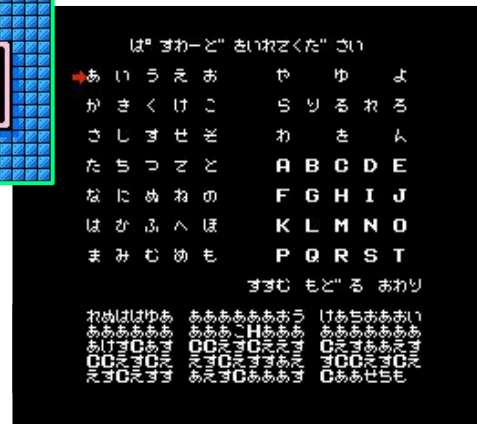 ぱすわーど をいれてください
あ い う え お や ゆ よ
か き く け こ ら り る れ ろ
さ し す せ そ わ を ん
た ち つ て と A B C D E
な に ぬ ね の F G H I J
は ひ ふ へ ほ K L M N O
ま み む め も P Q R S T
すすむ もどる おわり
れぬははゆあ あああああおう けあちああおい
ああああああ あああこHあああ ああああああ
あけすCあす CCえすCええす Cえすああえす
CCえすCえ えすCえすすああえ すCCえすCえ
えすCえすす あえすCあああす Cああせちも